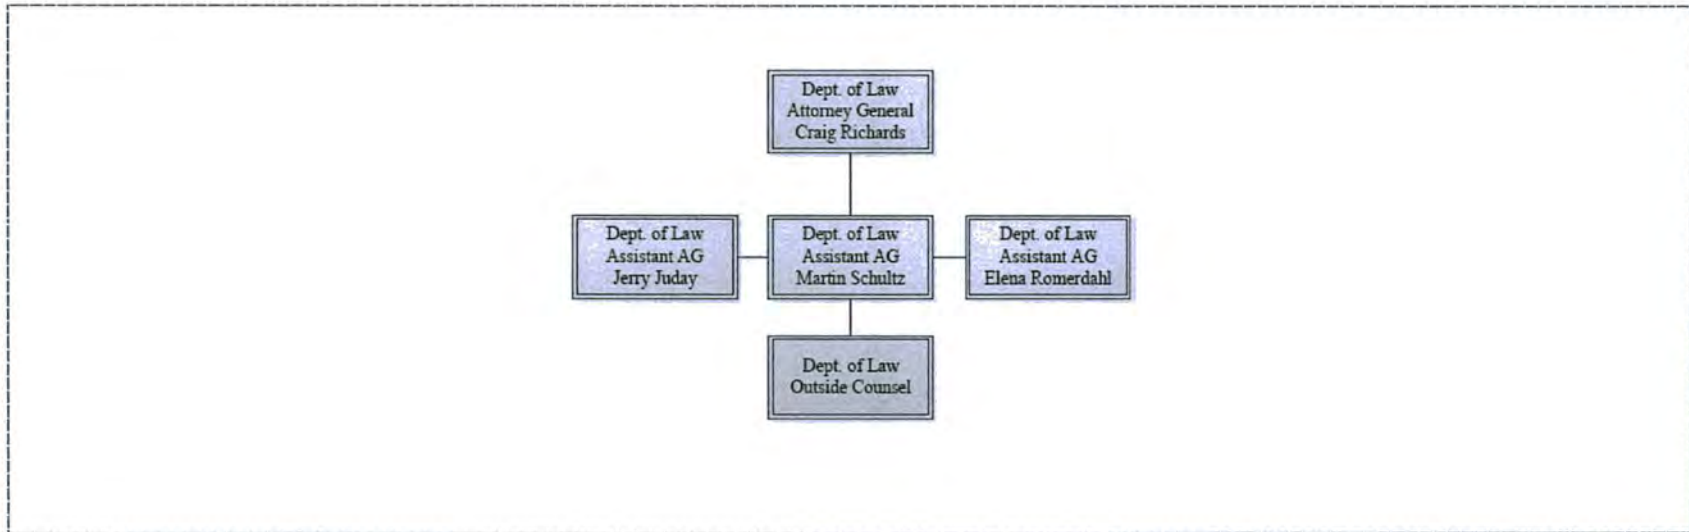 Dept. of Law
Attorney General
Craig Richards
Dept. of Law
Assistant AG
Jerry Juday
Dept. of Law
Assistant AG
Martin Schultz
Dept. of Law
Assistant AG
Elena Romerdahl
Dept. of Law
Outside Counsel